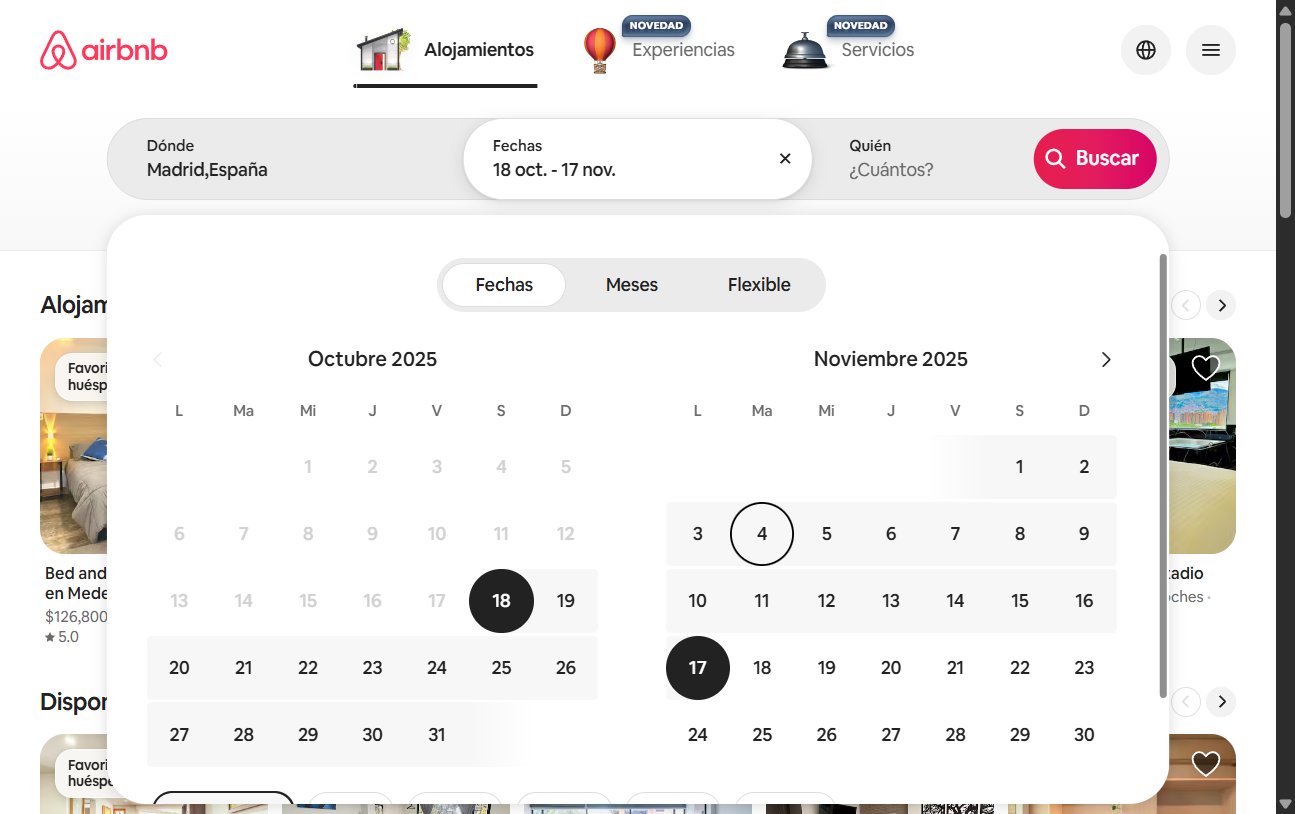 airbnb
Alojamientos
NOVEDAD
Experiencias
NOVEDAD
Servicios
Dónde
Madrid,España
Fechas
18 oct. - 17 nov.
Quién
¿Cuántos?
Buscar
Fechas
Meses
Flexible
Octubre 2025
L Ma Mi J V S D
1 2 3 4 5
6 7 8 9 10 11 12
13 14 15 16 17 18 19
20 21 22 23 24 25 26
27 28 29 30 31
Noviembre 2025
L Ma Mi J V S D
1 2
3 4 5 6 7 8 9
10 11 12 13 14 15 16
17 18 19 20 21 22 23
24 25 26 27 28 29 30
Alojam
Favori
huésp
Bed and
en Mede
$126,800
5.0
tadio
oches ·
Dispon
Favori
huésp